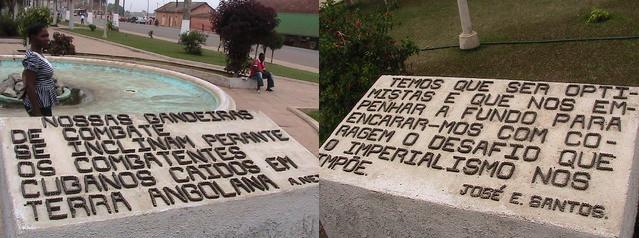 NOSSAS BANDEIRAS
DE COMBATE
SE INCLINAM PERANTE
OS COMBATENTES
CUBANOS CAIDOS EM
TERRA ANGOLANA
TEMOS QUE SER OPTI-
MISTAS E QUE NOS EM-
PENHAR A FUNDO PARA
ENCARAR-MOS COM CO-
RAGEM O DESAFIO QUE
O IMPERIALISMO NOS
IMPÕE.
JOSÉ E. SANTOS.